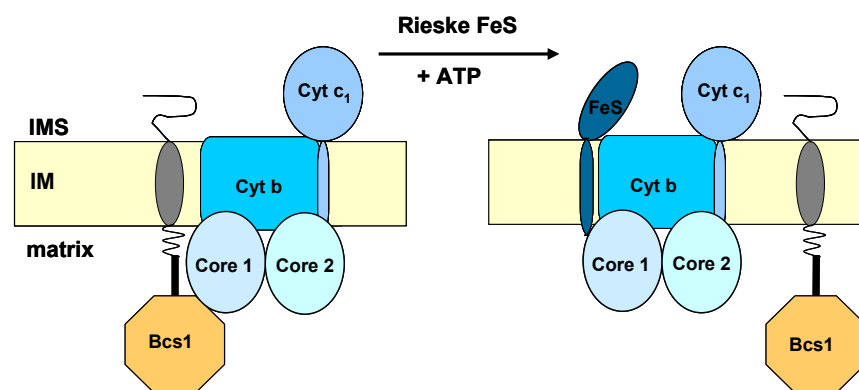 Rieske FeS
+ ATP
Cyt c1
IMS
IM
Cyt b
matrix
Core 1
Core 2
Bcs1
FeS
Cyt c1
Cyt b
Core 1
Core 2
Bcs1